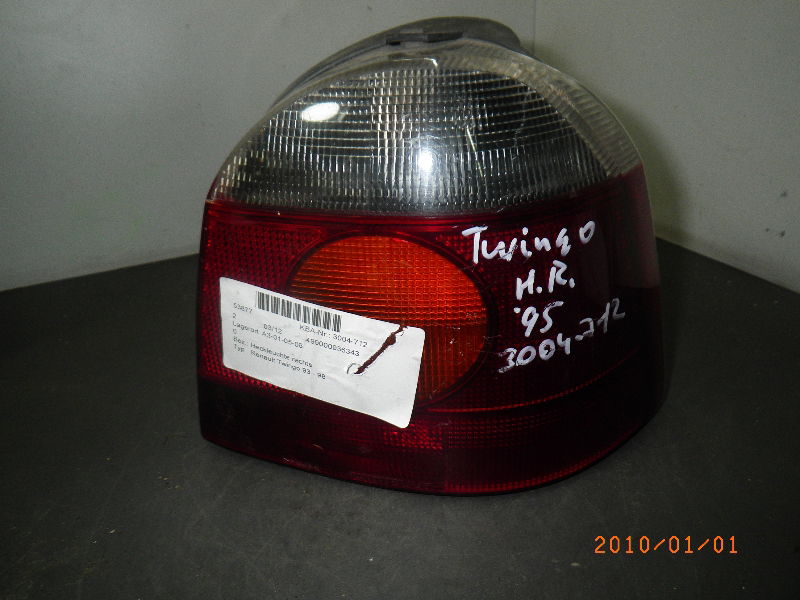 Twingo
H.R.
'95
3004-712
53877
KBA-Nr.: 3004-712
2 03/12
Lagerort: A3-01-05-06
0
Bez.: Heckleuchte rechts
Typ: Renault Twingo 93 - 98
2010/01/01